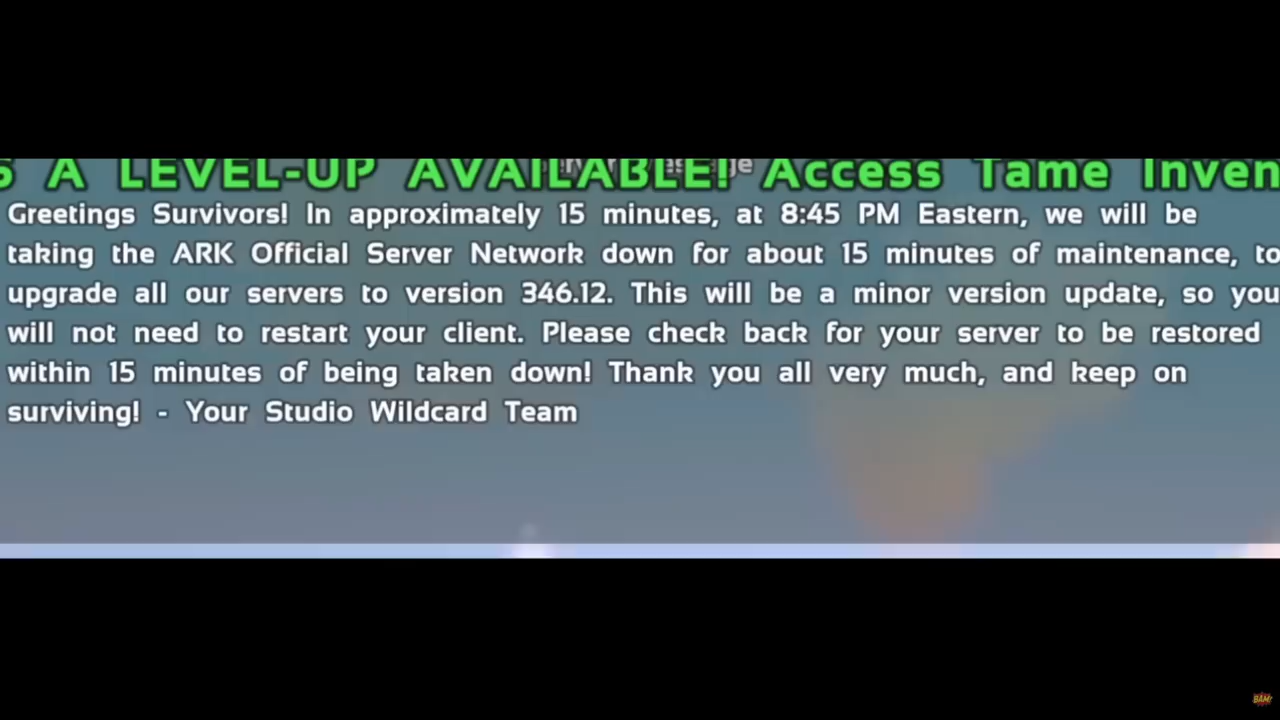 A LEVEL-UP AVAILABLE! Access Tame Inven
Greetings Survivors! In approximately 15 minutes, at 8:45 PM Eastern, we will be
taking the ARK Official Server Network down for about 15 minutes of maintenance, to
upgrade all our servers to version 346.12. This will be a minor version update, so you
will not need to restart your client. Please check back for your server to be restored
within 15 minutes of being taken down! Thank you all very much, and keep on
surviving! - Your Studio Wildcard Team
BAM!